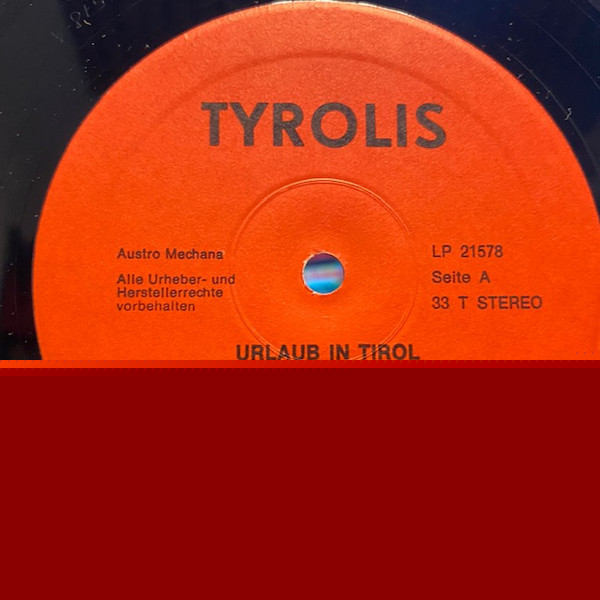 TYROLIS
Austro Mechana
Alle Urheber- und
Herstellerrechte
vorbehalten
LP 21578
Seite A
33 T STEREO
URLAUB IN TIROL